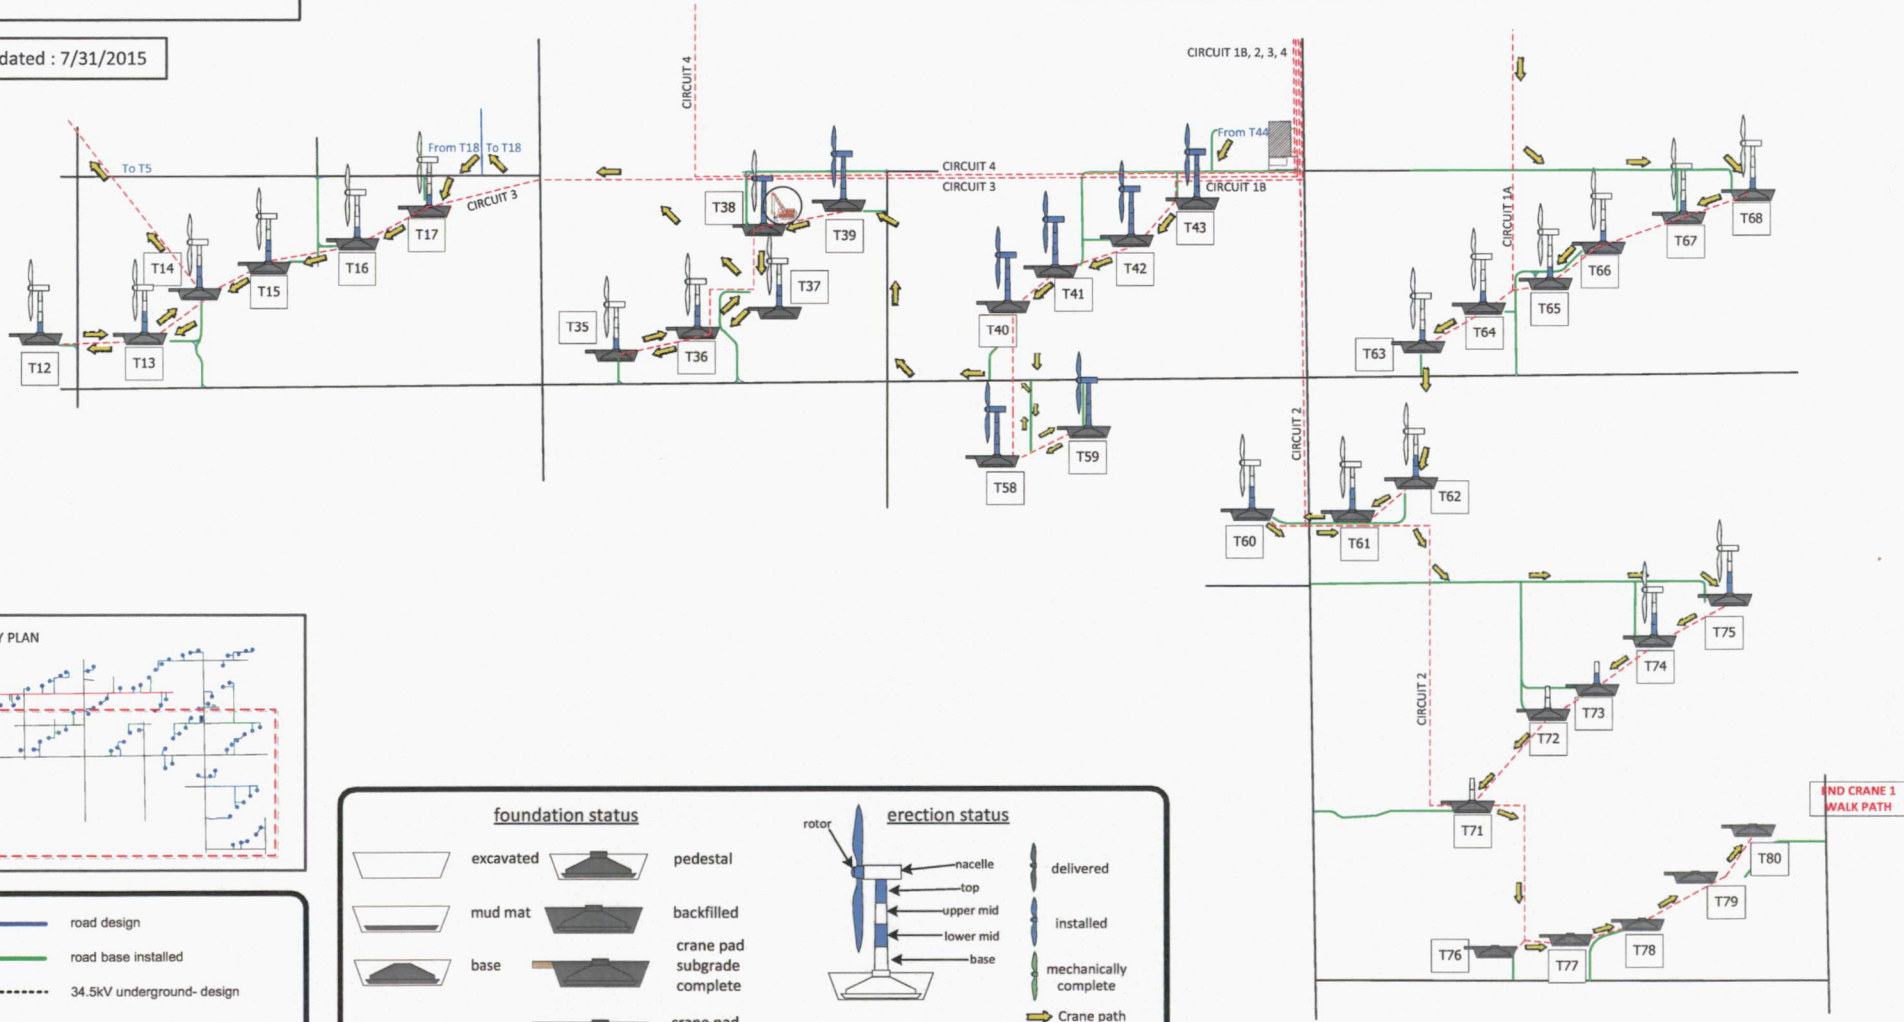 dated : 7/31/2015
CIRCUIT 4
CIRCUIT 1B, 2, 3, 4
To T5
From T18
To T18
From T44
CIRCUIT 4
CIRCUIT 3
CIRCUIT 1B
CIRCUIT 3
CIRCUIT 1A
T12
T13
T14
T15
T16
T17
T35
T36
T37
T38
T39
T40
T41
T42
T43
T63
T64
T65
T66
T67
T68
T58
T59
CIRCUIT 2
T60
T61
T62
T75
T74
T73
T72
CIRCUIT 2
T71
END CRANE 1
WALK PATH
T80
T79
T78
T77
T76
Y PLAN
road design
road base installed
34.5kV underground- design
foundation status
excavated
pedestal
mud mat
backfilled
base
crane pad
subgrade
complete
crane pad
erection status
rotor
nacelle
top
upper mid
lower mid
base
delivered
installed
mechanically
complete
Crane path